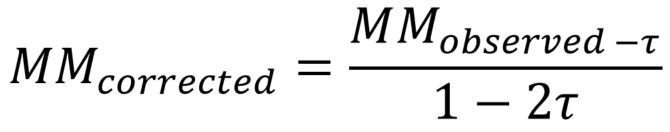 MM_corrected = MM_observed −τ / 1 − 2τ